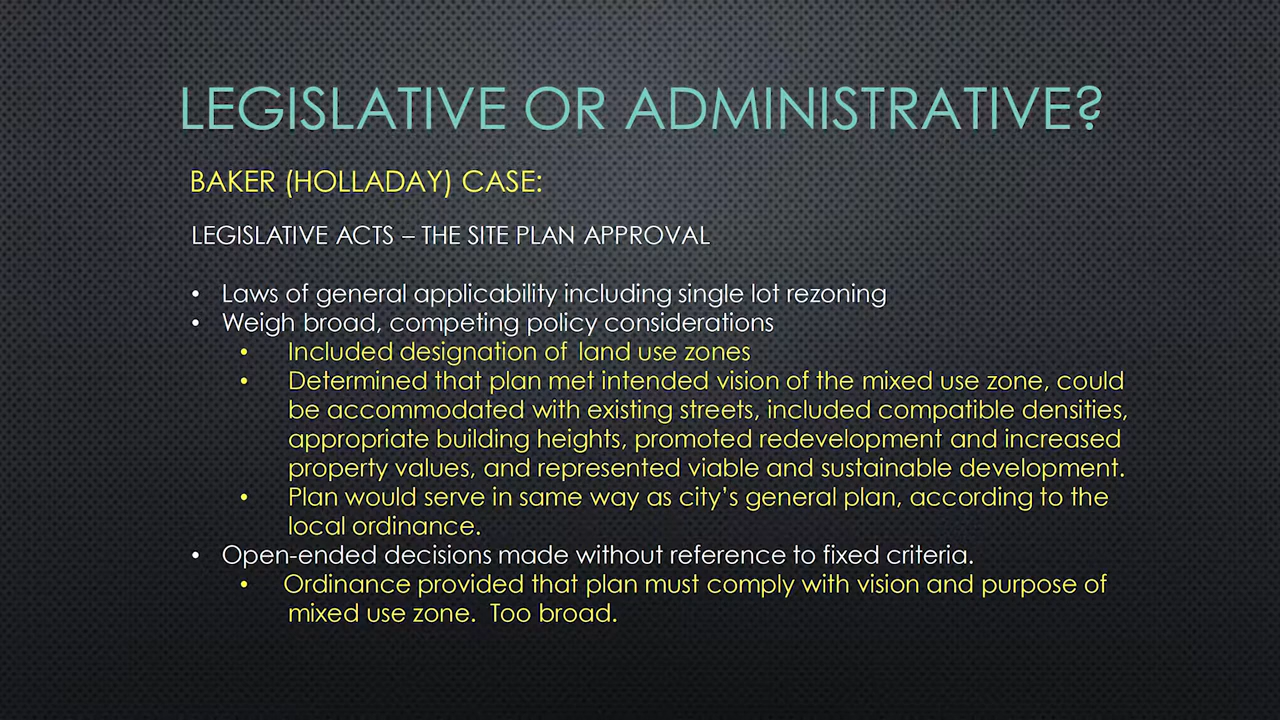 LEGISLATIVE OR ADMINISTRATIVE?
BAKER (HOLLADAY) CASE:
LEGISLATIVE ACTS – THE SITE PLAN APPROVAL
• Laws of general applicability including single lot rezoning
• Weigh broad, competing policy considerations
• Included designation of land use zones
• Determined that plan met intended vision of the mixed use zone, could
be accommodated with existing streets, included compatible densities,
appropriate building heights, promoted redevelopment and increased
property values, and represented viable and sustainable development.
• Plan would serve in same way as city's general plan, according to the
local ordinance.
• Open-ended decisions made without reference to fixed criteria.
• Ordinance provided that plan must comply with vision and purpose of
mixed use zone. Too broad.